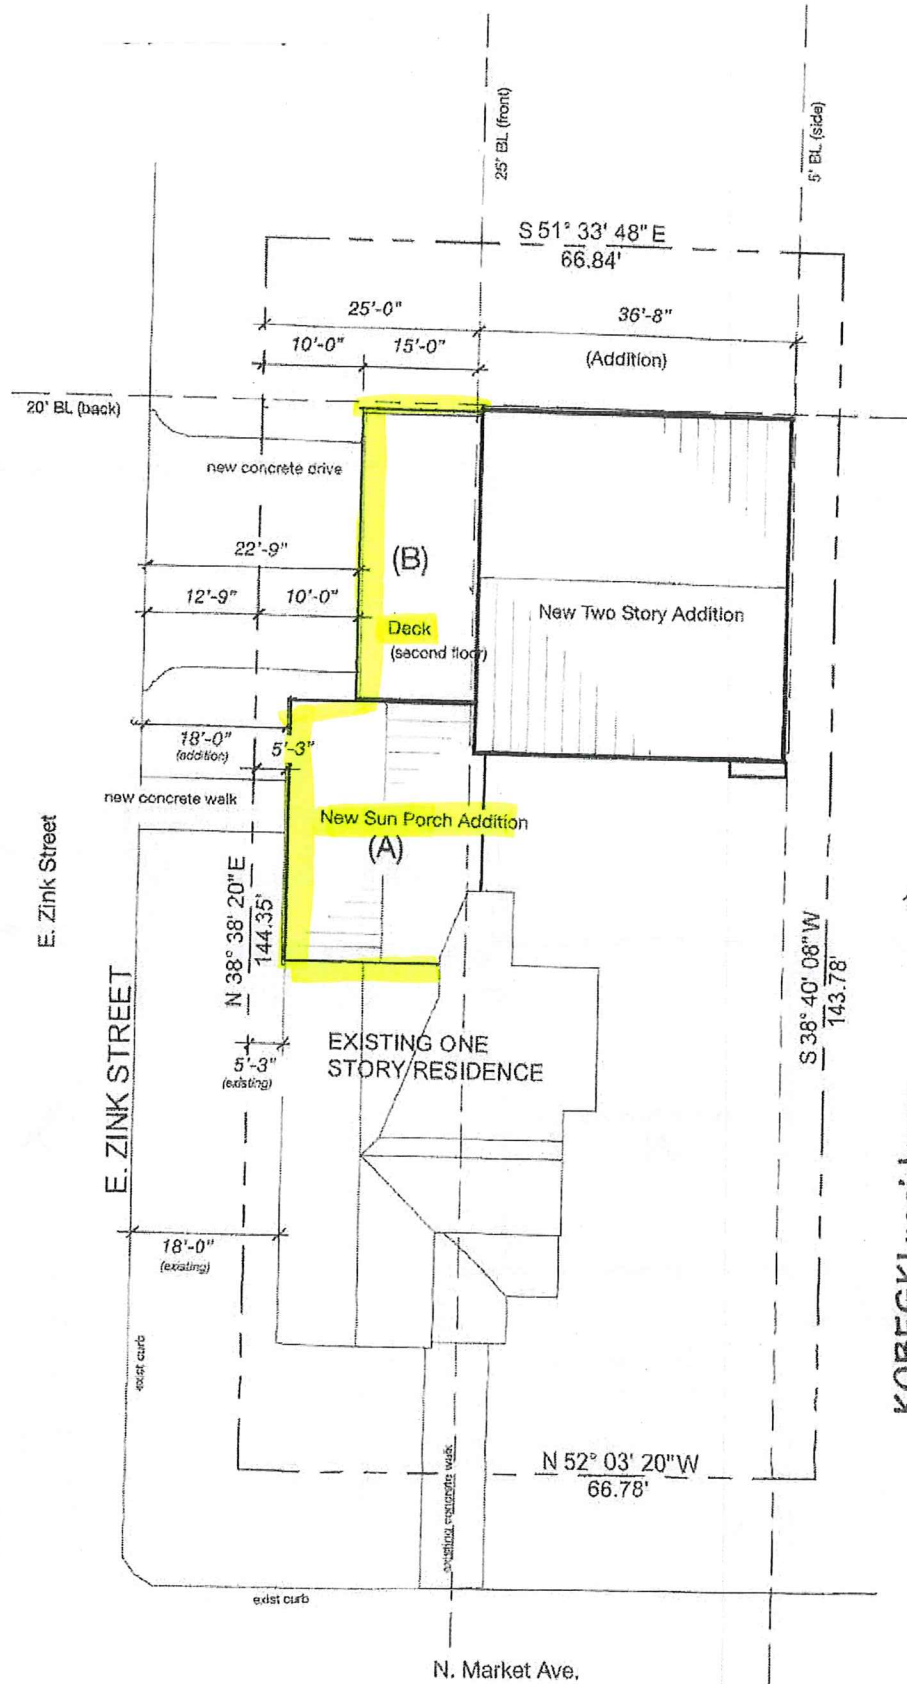 25' BL (front)
5' BL (side)
S 51° 33' 48" E
66.84'
25'-0"
36'-8"
10'-0"
15'-0"
(Addition)
20' BL (back)
new concrete drive
22'-9"
(B)
12'-9"
10'-0"
New Two Story Addition
Deck
(second floor)
18'-0"
(addition)
5'-3"
new concrete walk
New Sun Porch Addition
(A)
E. Zink Street
N 38° 38' 20" E
144.35'
S 38° 40' 08" W
143.78'
E. ZINK STREET
EXISTING ONE
STORY RESIDENCE
5'-3"
(existing)
18'-0"
(existing)
exist curb
N 52° 03' 20" W
66.78'
existing concrete walk
exist curb
N. Market Ave.